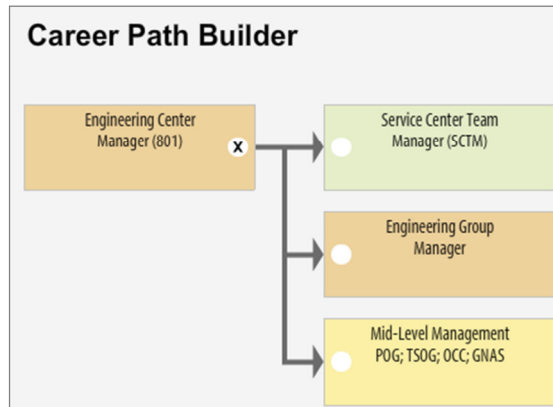 Career Path Builder
Engineering Center
Manager (801)
X
Service Center Team
Manager (SCTM)
Engineering Group
Manager
Mid-Level Management
POG; TSOG; OCC; GNAS